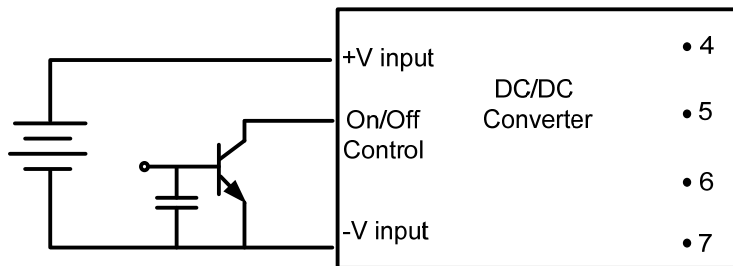 +V input
DC/DC
Converter
On/Off
Control
-V input
4
5
6
7